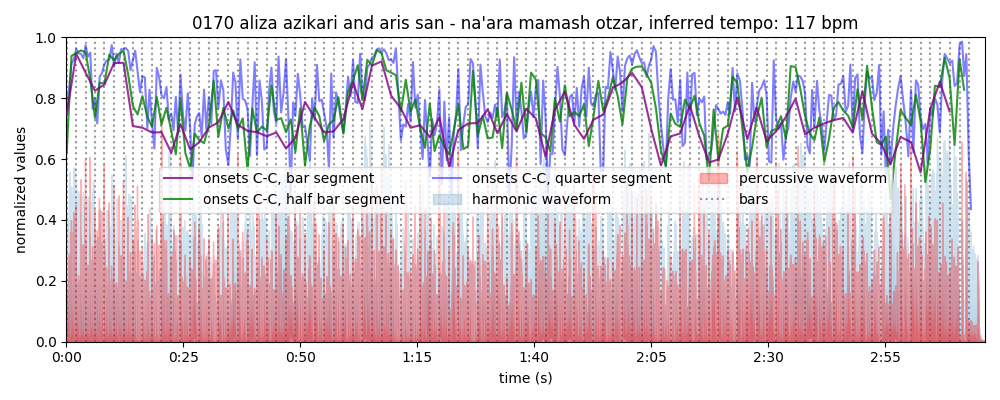 0170 aliza azikari and aris san - na'ara mamash otzar, inferred tempo: 117 bpm
1.0
0.8
0.6
0.4
0.2
0.0
normalized values
onsets C-C, bar segment
onsets C-C, half bar segment
onsets C-C, quarter segment
harmonic waveform
percussive waveform
bars
0:00 0:25 0:50 1:15 1:40 2:05 2:30 2:55
time (s)